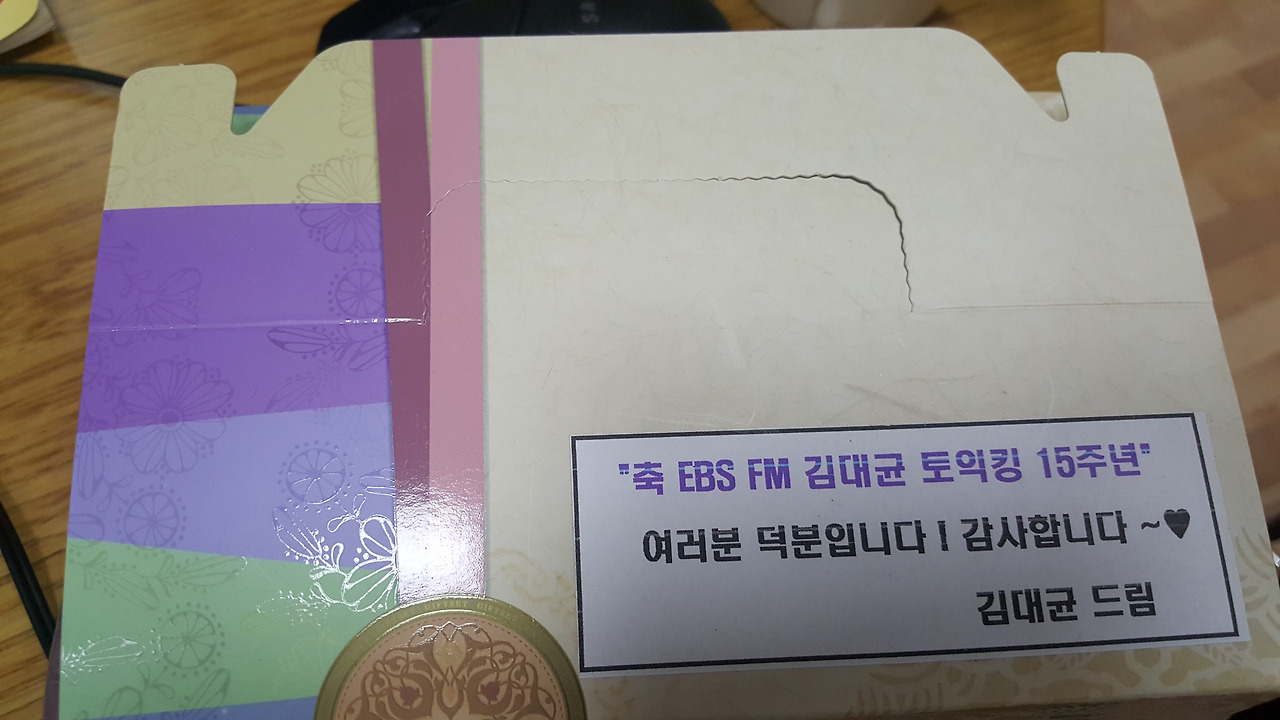 SA
"축 EBS FM 김대균 토익킹 15주년"
여러분 덕분입니다! 감사합니다 ~♥
김대균 드림